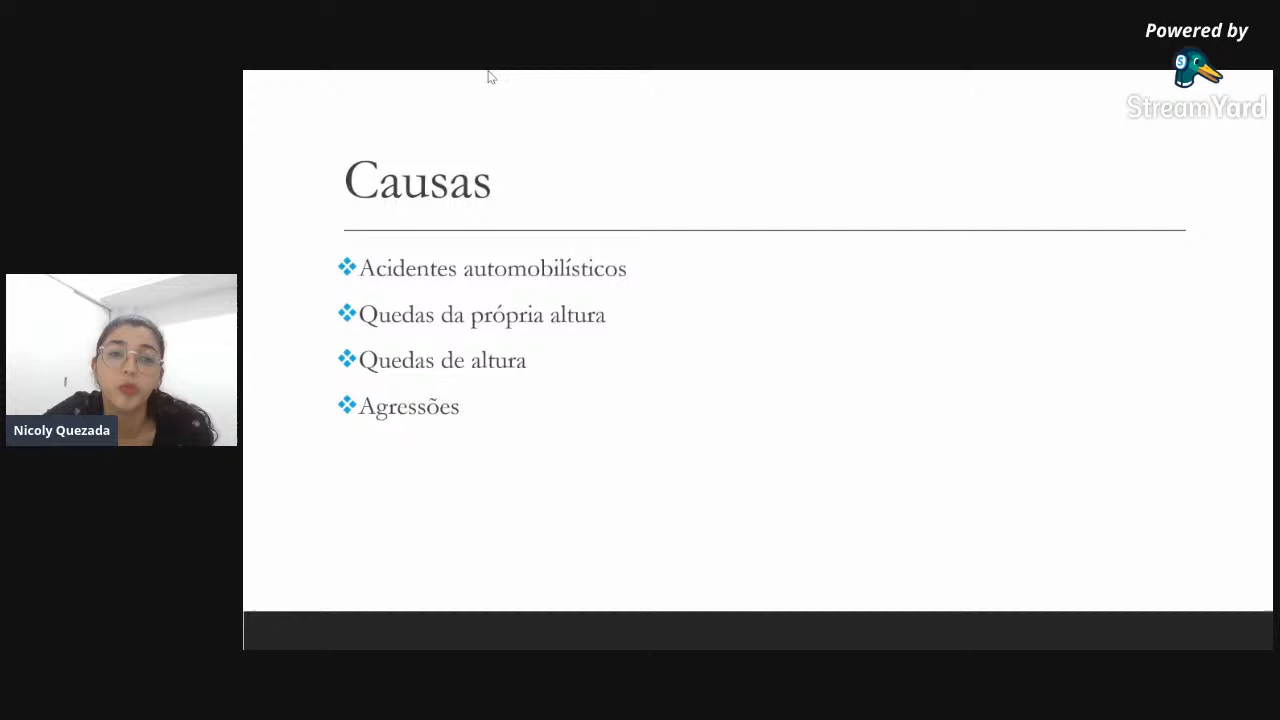 Powered by
StreamYard
Causas
Acidentes automobilísticos
Quedas da própria altura
Quedas de altura
Agressões
Nicoly Quezada